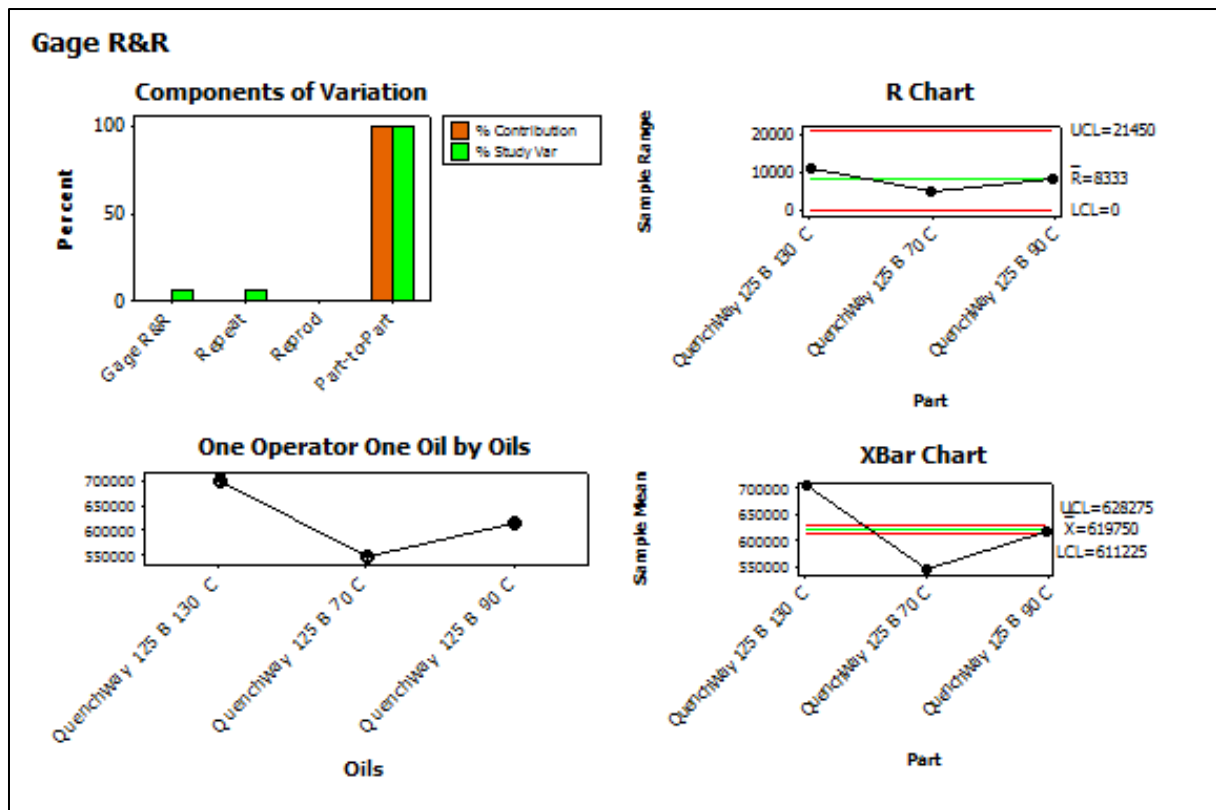 Gage R&R
Components of Variation
Percent
100
50
0
% Contribution
% Study Var
Gage R&R
Repeat
Reprod
Part-to-Part
R Chart
Sample Range
20000
10000
0
UCL=21450
R̅=8333
LCL=0
QuenchWay 125 B 130 C
QuenchWay 125 B 70 C
QuenchWay 125 B 90 C
Part
One Operator One Oil by Oils
700000
650000
600000
550000
QuenchWay 125 B 130 C
QuenchWay 125 B 70 C
QuenchWay 125 B 90 C
Oils
XBar Chart
Sample Mean
700000
650000
600000
550000
UCL=628275
X̿=619750
LCL=611225
QuenchWay 125 B 130 C
QuenchWay 125 B 70 C
QuenchWay 125 B 90 C
Part